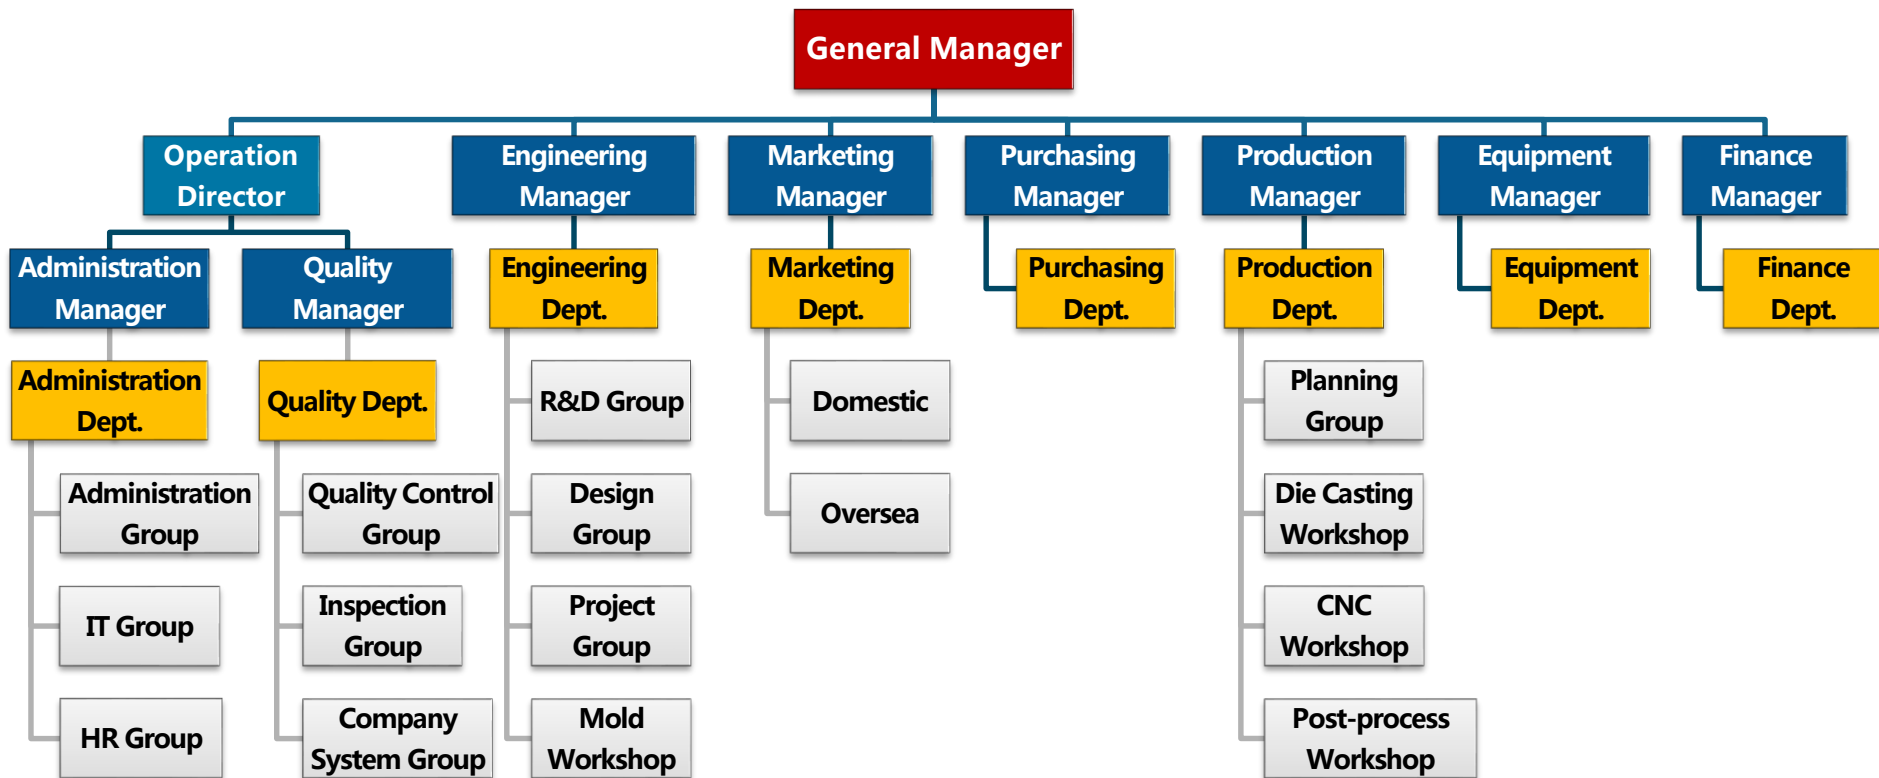 General Manager
Operation
Director
Engineering
Manager
Marketing
Manager
Purchasing
Manager
Production
Manager
Equipment
Manager
Finance
Manager
Administration
Manager
Quality
Manager
Engineering
Dept.
Marketing
Dept.
Purchasing
Dept.
Production
Dept.
Equipment
Dept.
Finance
Dept.
Administration
Dept.
Quality Dept.
R&D Group
Domestic
Planning
Group
Administration
Group
Quality Control
Group
Design
Group
Oversea
Die Casting
Workshop
IT Group
Inspection
Group
Project
Group
CNC
Workshop
HR Group
Company
System Group
Mold
Workshop
Post-process
Workshop